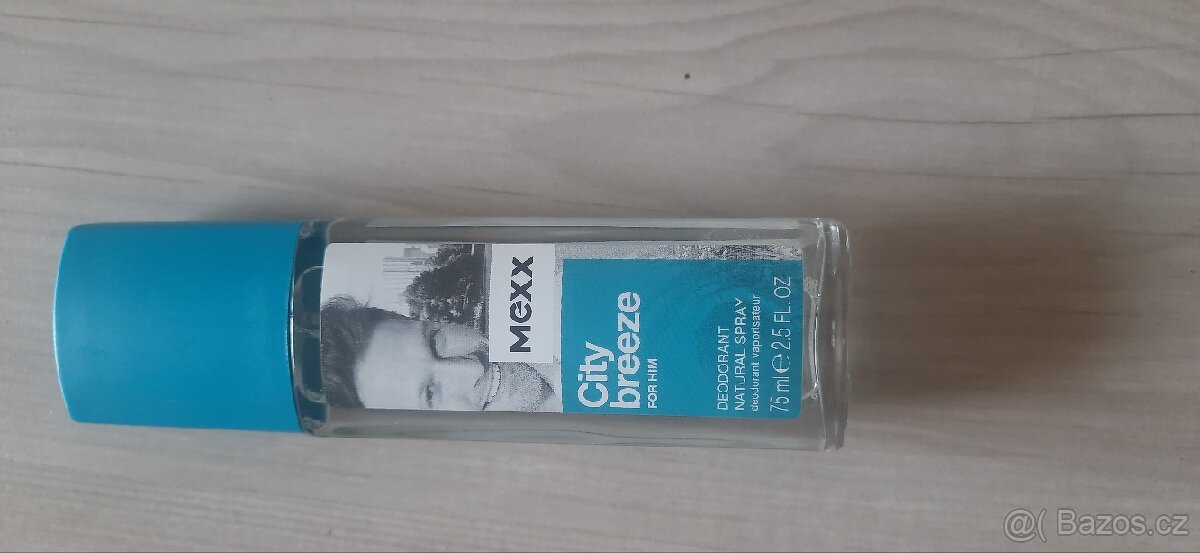 Mexx
City
breeze
FOR HIM
DEODORANT
NATURAL SPRAY
déodorant vaporisateur
75 ml ℮ 2.5 FL. OZ
@( Bazos.cz